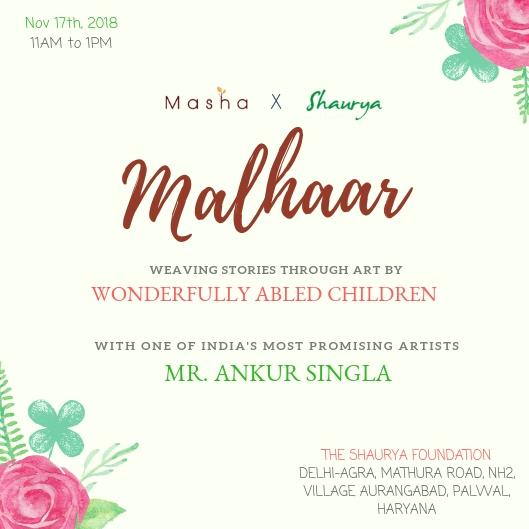 Nov 17th, 2018
11AM to 1PM
Masha X Shaurya
Malhaar
WEAVING STORIES THROUGH ART BY
WONDERFULLY ABLED CHILDREN
WITH ONE OF INDIA'S MOST PROMISING ARTISTS
MR. ANKUR SINGLA
THE SHAURYA FOUNDATION
DELHI-AGRA, MATHURA ROAD, NH2,
VILLAGE AURANGABAD, PALWAL,
HARYANA